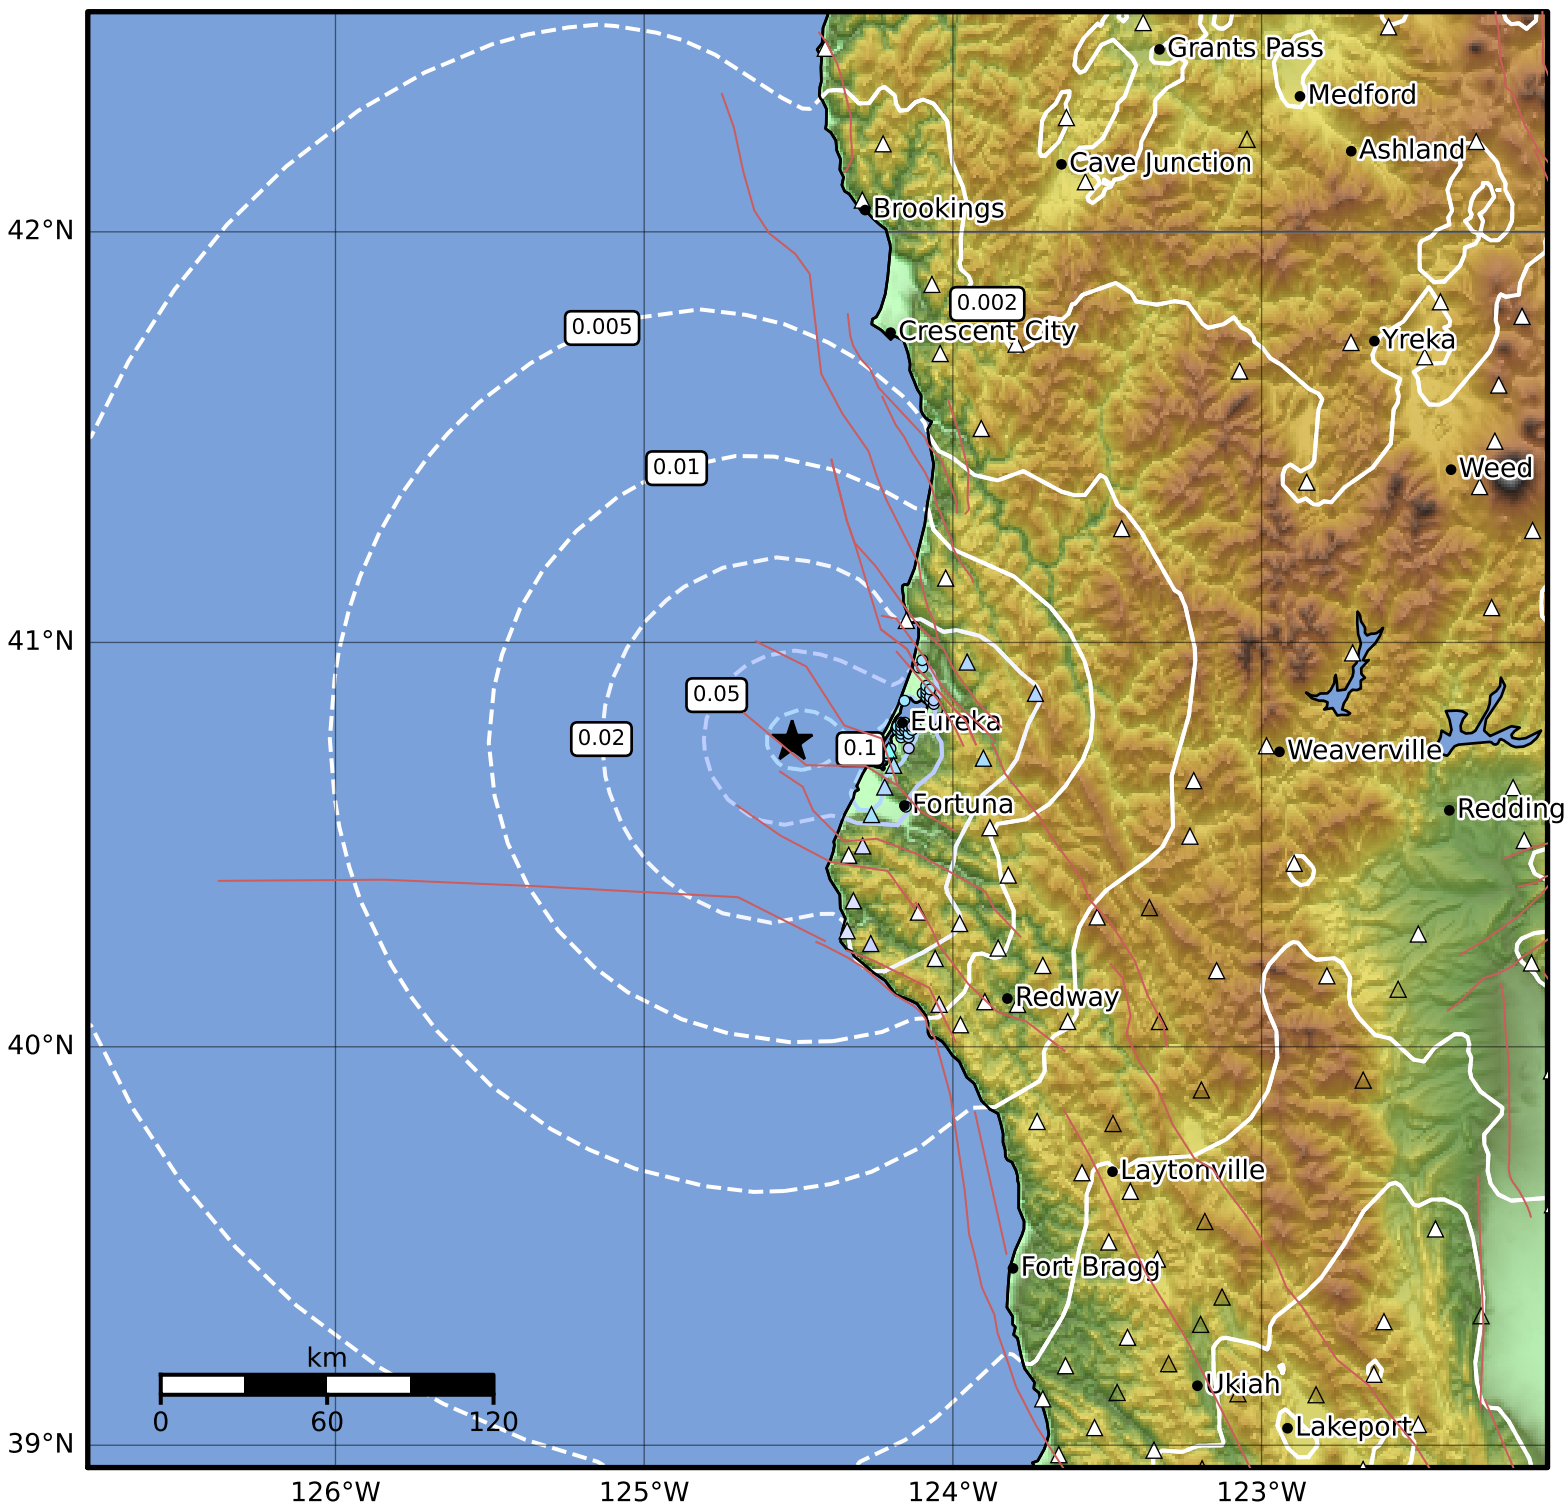 Grants Pass
Medford
Ashland
Cave Junction
Brookings
42°N
0.002
0.005
Crescent City
Yreka
0.01
Weed
41°N
0.05
Eureka
0.02
0.1
Weaverville
Fortuna
Redding
Redway
40°N
Laytonville
Fort Bragg
km
Ukiah
0 60 120
Lakeport
39°N
126°W 125°W 124°W 123°W